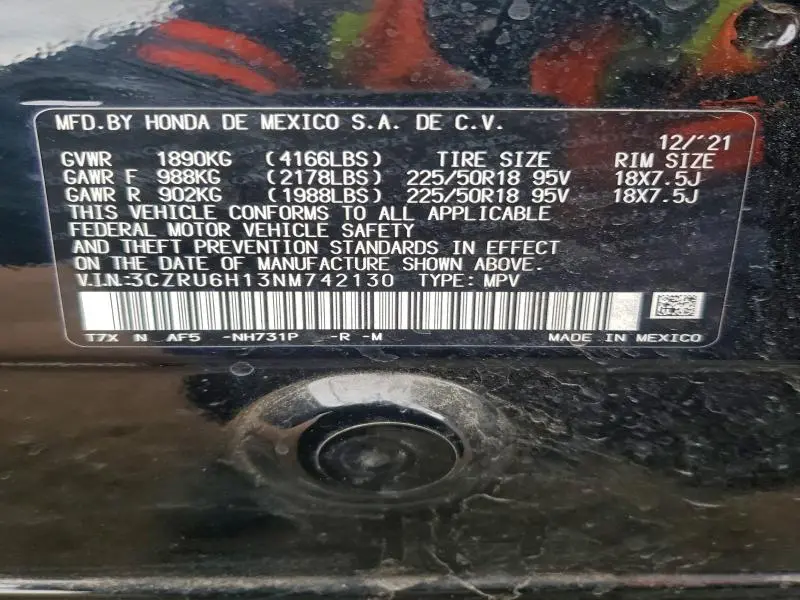 MFD.BY HONDA DE MEXICO S.A. DE C.V.
12/'21
GVWR 1890KG (4166LBS) TIRE SIZE RIM SIZE
GAWR F 988KG (2178LBS) 225/50R18 95V 18X7.5J
GAWR R 902KG (1988LBS) 225/50R18 95V 18X7.5J
THIS VEHICLE CONFORMS TO ALL APPLICABLE
FEDERAL MOTOR VEHICLE SAFETY
AND THEFT PREVENTION STANDARDS IN EFFECT
ON THE DATE OF MANUFACTURE SHOWN ABOVE.
V.I.N.:3CZRU6H13NM742130 TYPE: MPV
T7X N AF5 -NH731P -R -M MADE IN MEXICO